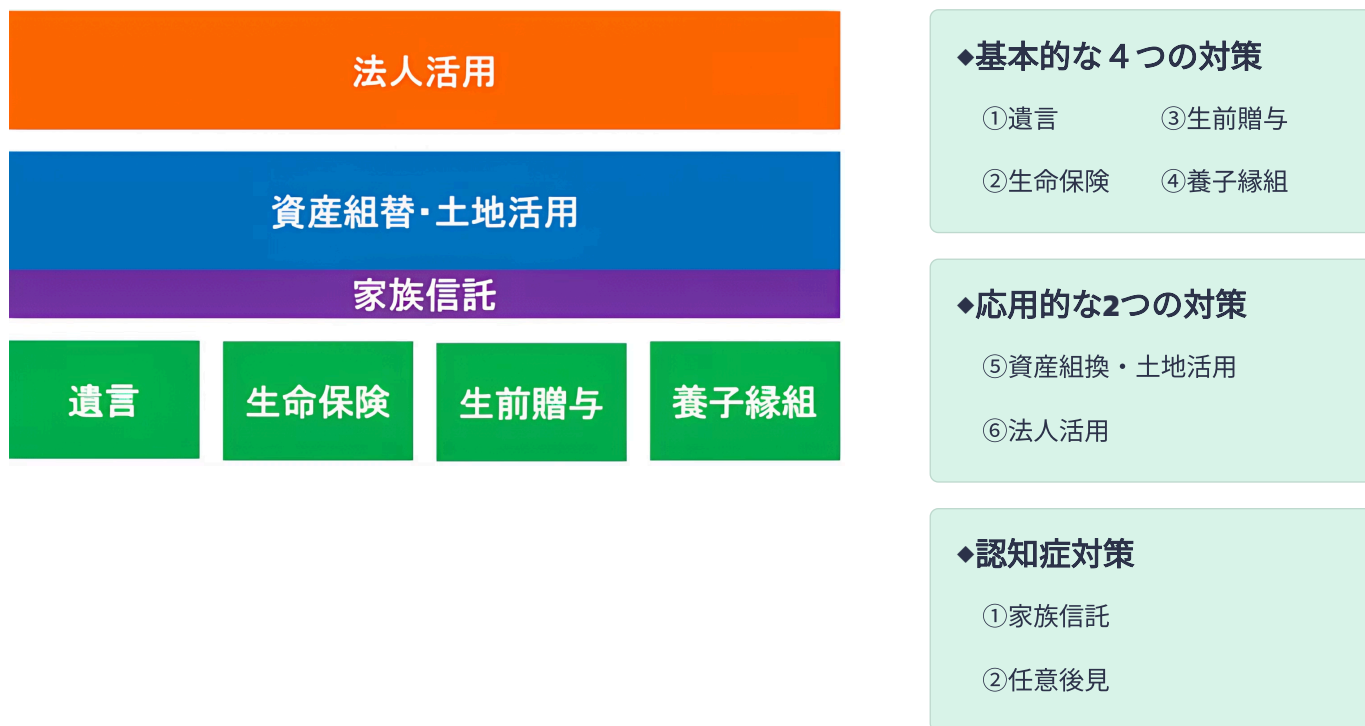 法人活用
資産組替・土地活用
家族信託
遺言
生命保険
生前贈与
養子縁組
◆基本的な４つの対策
①遺言 ③生前贈与
②生命保険 ④養子縁組
◆応用的な2つの対策
⑤資産組換・土地活用
⑥法人活用
◆認知症対策
①家族信託
②任意後見